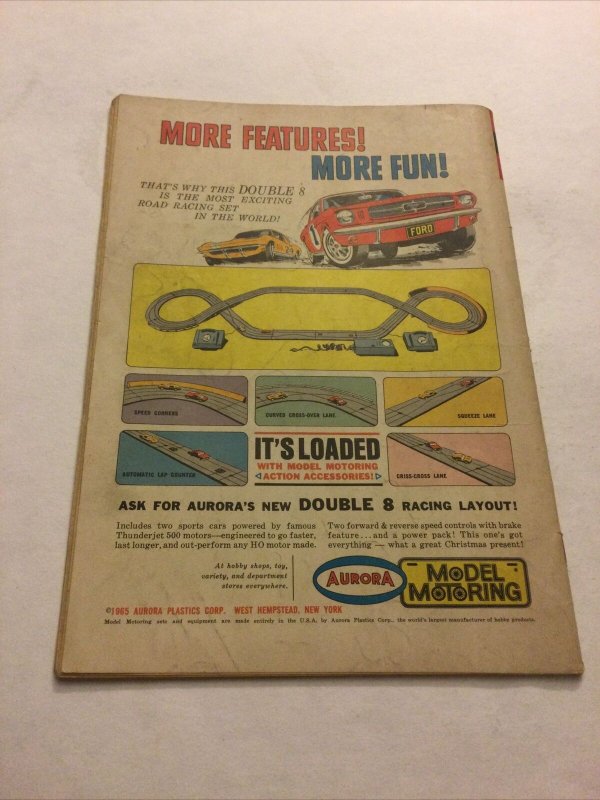 MORE FEATURES!
MORE FUN!
THAT'S WHY THIS DOUBLE 8
IS THE MOST EXCITING
ROAD RACING SET
IN THE WORLD!
1
FORD
24
SPEED CORNERS
CURVED CROSS-OVER LANE
SQUEEZE LANE
AUTOMATIC LAP COUNTER
IT'S LOADED
WITH MODEL MOTORING
ACTION ACCESSORIES!
CRISS-CROSS LANE
ASK FOR AURORA'S NEW DOUBLE 8 RACING LAYOUT!
Includes two sports cars powered by famous
Thunderjet 500 motors—engineered to go faster,
last longer, and out-perform any HO motor made.
Two forward & reverse speed controls with brake
feature...and a power pack! This one's got
everything — what a great Christmas present!
At hobby shops, toy,
variety, and department
stores everywhere.
AURORA
MODEL
MOTORING
©1965 AURORA PLASTICS CORP. WEST HEMPSTEAD, NEW YORK
Model Motoring sets and equipment are made entirely in the U.S.A. by Aurora Plastics Corp., the world's largest manufacturer of hobby products.